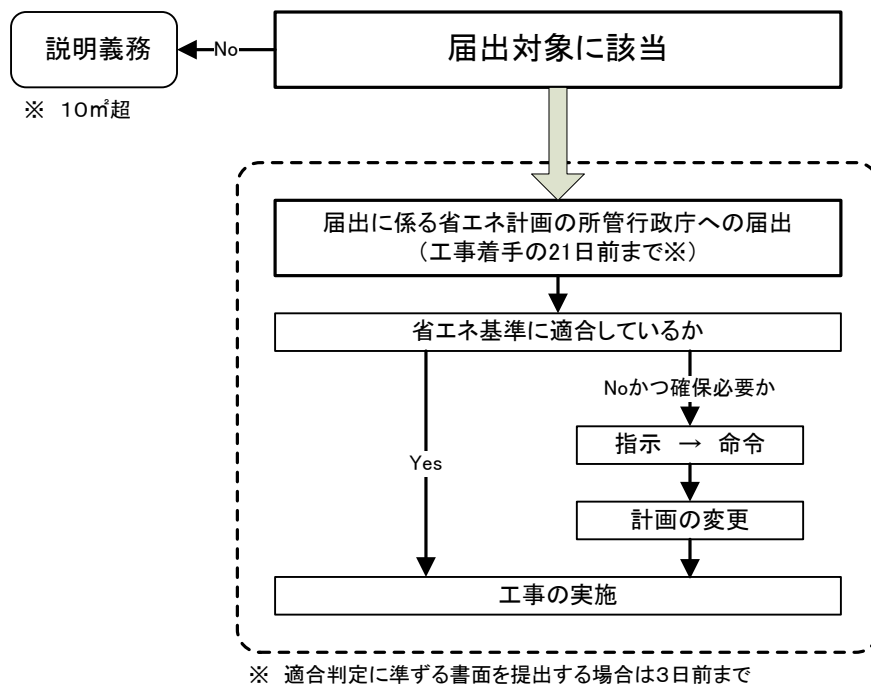 届出対象に該当
No
説明義務
※ 10㎡超
届出に係る省エネ計画の所管行政庁への届出
(工事着手の21日前まで※)
省エネ基準に適合しているか
Noかつ確保必要か
指示 → 命令
Yes
計画の変更
工事の実施
※ 適合判定に準ずる書面を提出する場合は3日前まで